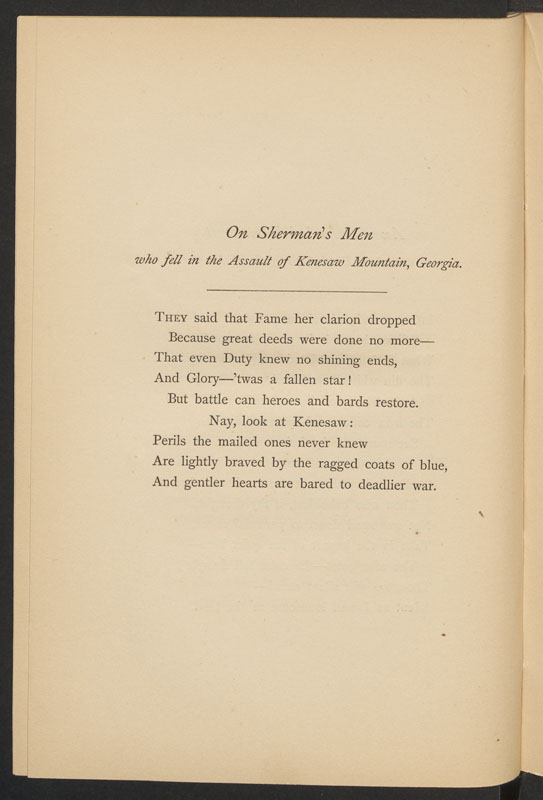 On Sherman's Men
who fell in the Assault of Kenesaw Mountain, Georgia.
THEY said that Fame her clarion dropped
Because great deeds were done no more—
That even Duty knew no shining ends,
And Glory—'twas a fallen star!
But battle can heroes and bards restore.
Nay, look at Kenesaw:
Perils the mailed ones never knew
Are lightly braved by the ragged coats of blue,
And gentler hearts are bared to deadlier war.